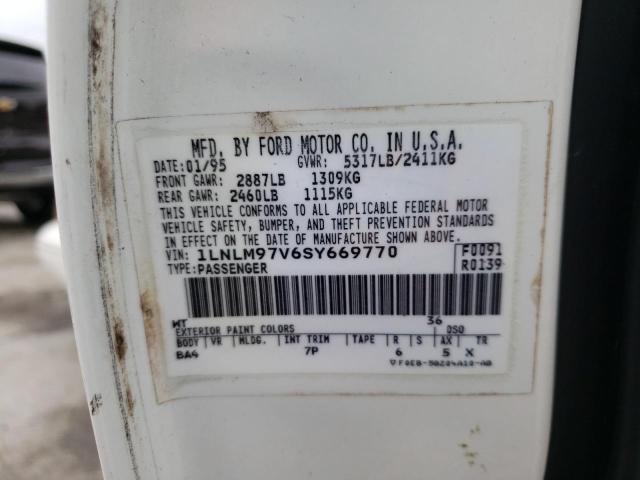 MFD. BY FORD MOTOR CO. IN U.S.A.
DATE: 01/95 GVWR: 5317LB/2411KG
FRONT GAWR: 2887LB 1309KG
REAR GAWR: 2460LB 1115KG
THIS VEHICLE CONFORMS TO ALL APPLICABLE FEDERAL MOTOR
VEHICLE SAFETY, BUMPER, AND THEFT PREVENTION STANDARDS
IN EFFECT ON THE DATE OF MANUFACTURE SHOWN ABOVE.
VIN: 1LNLM97V6SY669770 F0091
TYPE: PASSENGER R0139
WT 36
EXTERIOR PAINT COLORS DSO
BODY VR MLDG. INT TRIM TAPE R S AX TR
BA4 7P 6 5 X